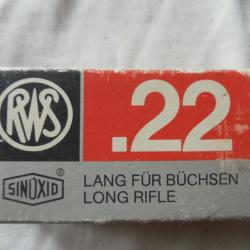 RWS
.22
SINOXID ®
LANG FÜR BÜCHSEN
LONG RIFLE